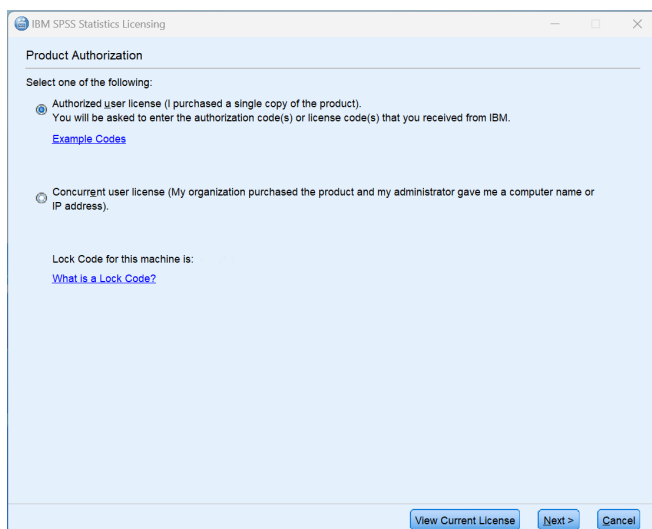 IBM SPSS Statistics Licensing
Product Authorization
Select one of the following:
Authorized user license (I purchased a single copy of the product).
You will be asked to enter the authorization code(s) or license code(s) that you received from IBM.
Example Codes
Concurrent user license (My organization purchased the product and my administrator gave me a computer name or
IP address).
Lock Code for this machine is:
What is a Lock Code?
View Current License
Next >
Cancel